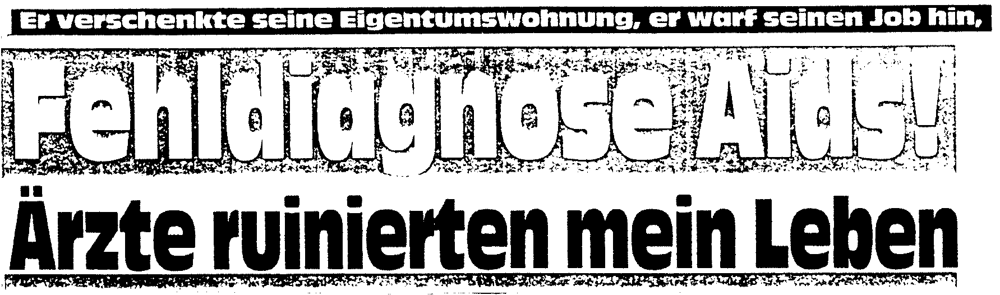 Er verschenkte seine Eigentumswohnung, er warf seinen Job hin,
Fehldiagnose Aids!
Ärzte ruinierten mein Leben